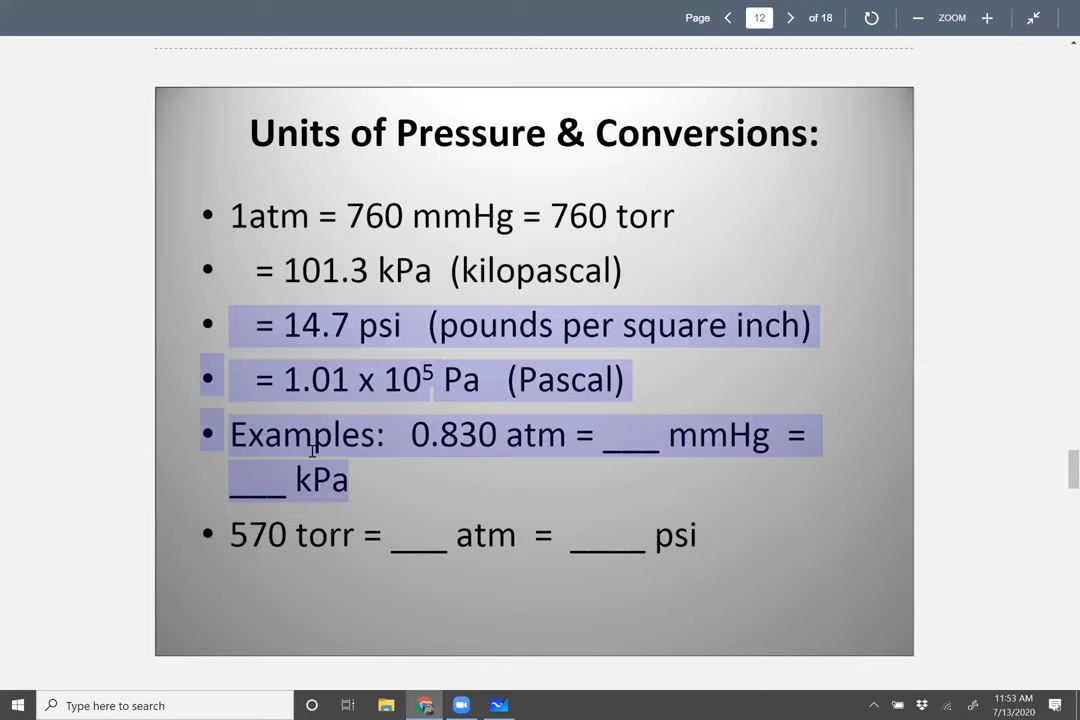 Page 12 of 18 ZOOM
Units of Pressure & Conversions:
• 1atm = 760 mmHg = 760 torr
• = 101.3 kPa (kilopascal)
• = 14.7 psi (pounds per square inch)
• = 1.01 x 10⁵ Pa (Pascal)
• Examples: 0.830 atm = ___ mmHg =
___ kPa
• 570 torr = ___ atm = ____ psi
Type here to search
11:53 AM
7/13/2020